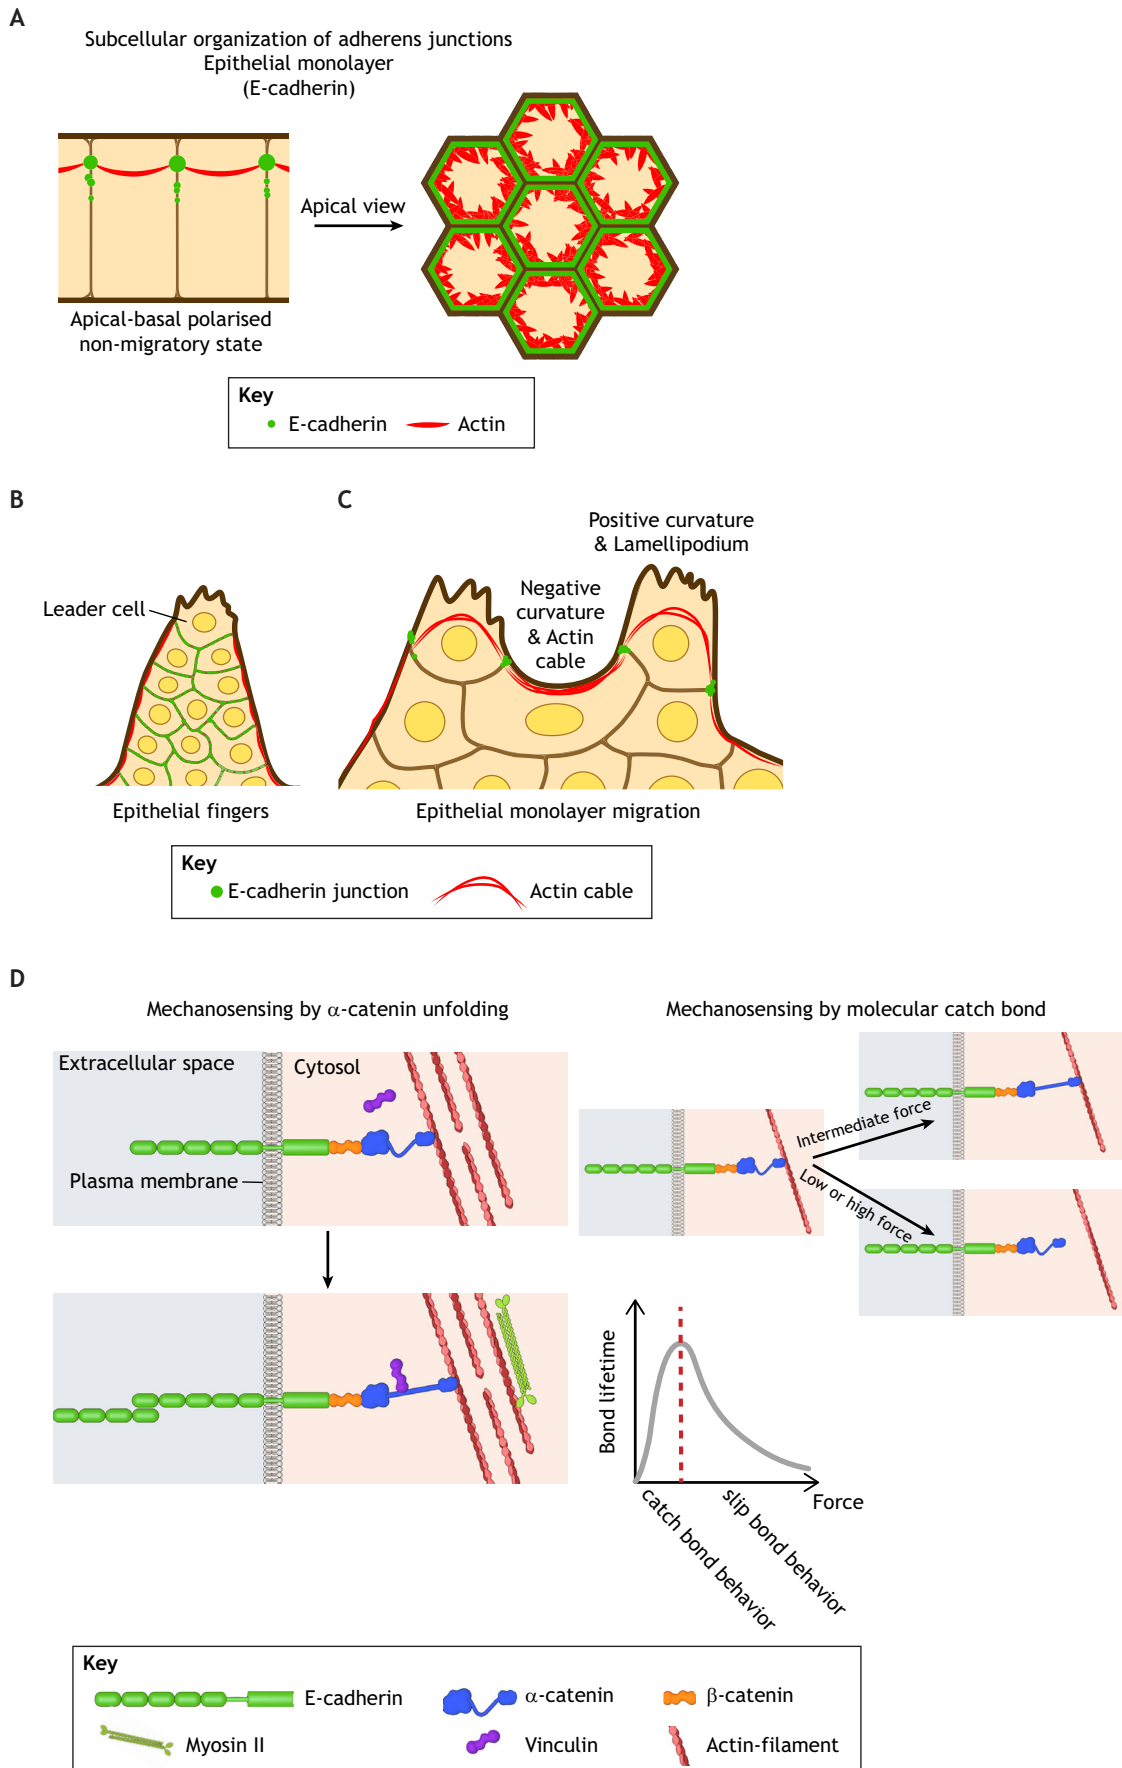 A
Subcellular organization of adherens junctions
Epithelial monolayer
(E-cadherin)
Apical view
Apical-basal polarised
non-migratory state
Key
E-cadherin
Actin
B
Leader cell
Epithelial fingers
C
Positive curvature
& Lamellipodium
Negative
curvature
& Actin
cable
Epithelial monolayer migration
Key
E-cadherin junction
Actin cable
D
Mechanosensing by α-catenin unfolding
Extracellular space
Cytosol
Plasma membrane
Mechanosensing by molecular catch bond
Intermediate force
Low or high force
Bond lifetime
Force
catch bond behavior
slip bond behavior
Key
E-cadherin
α-catenin
β-catenin
Myosin II
Vinculin
Actin-filament